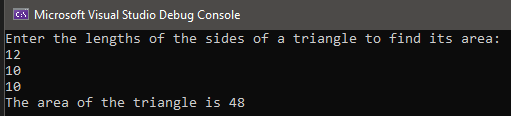 Microsoft Visual Studio Debug Console
Enter the lengths of the sides of a triangle to find its area:
12
10
10
The area of the triangle is 48